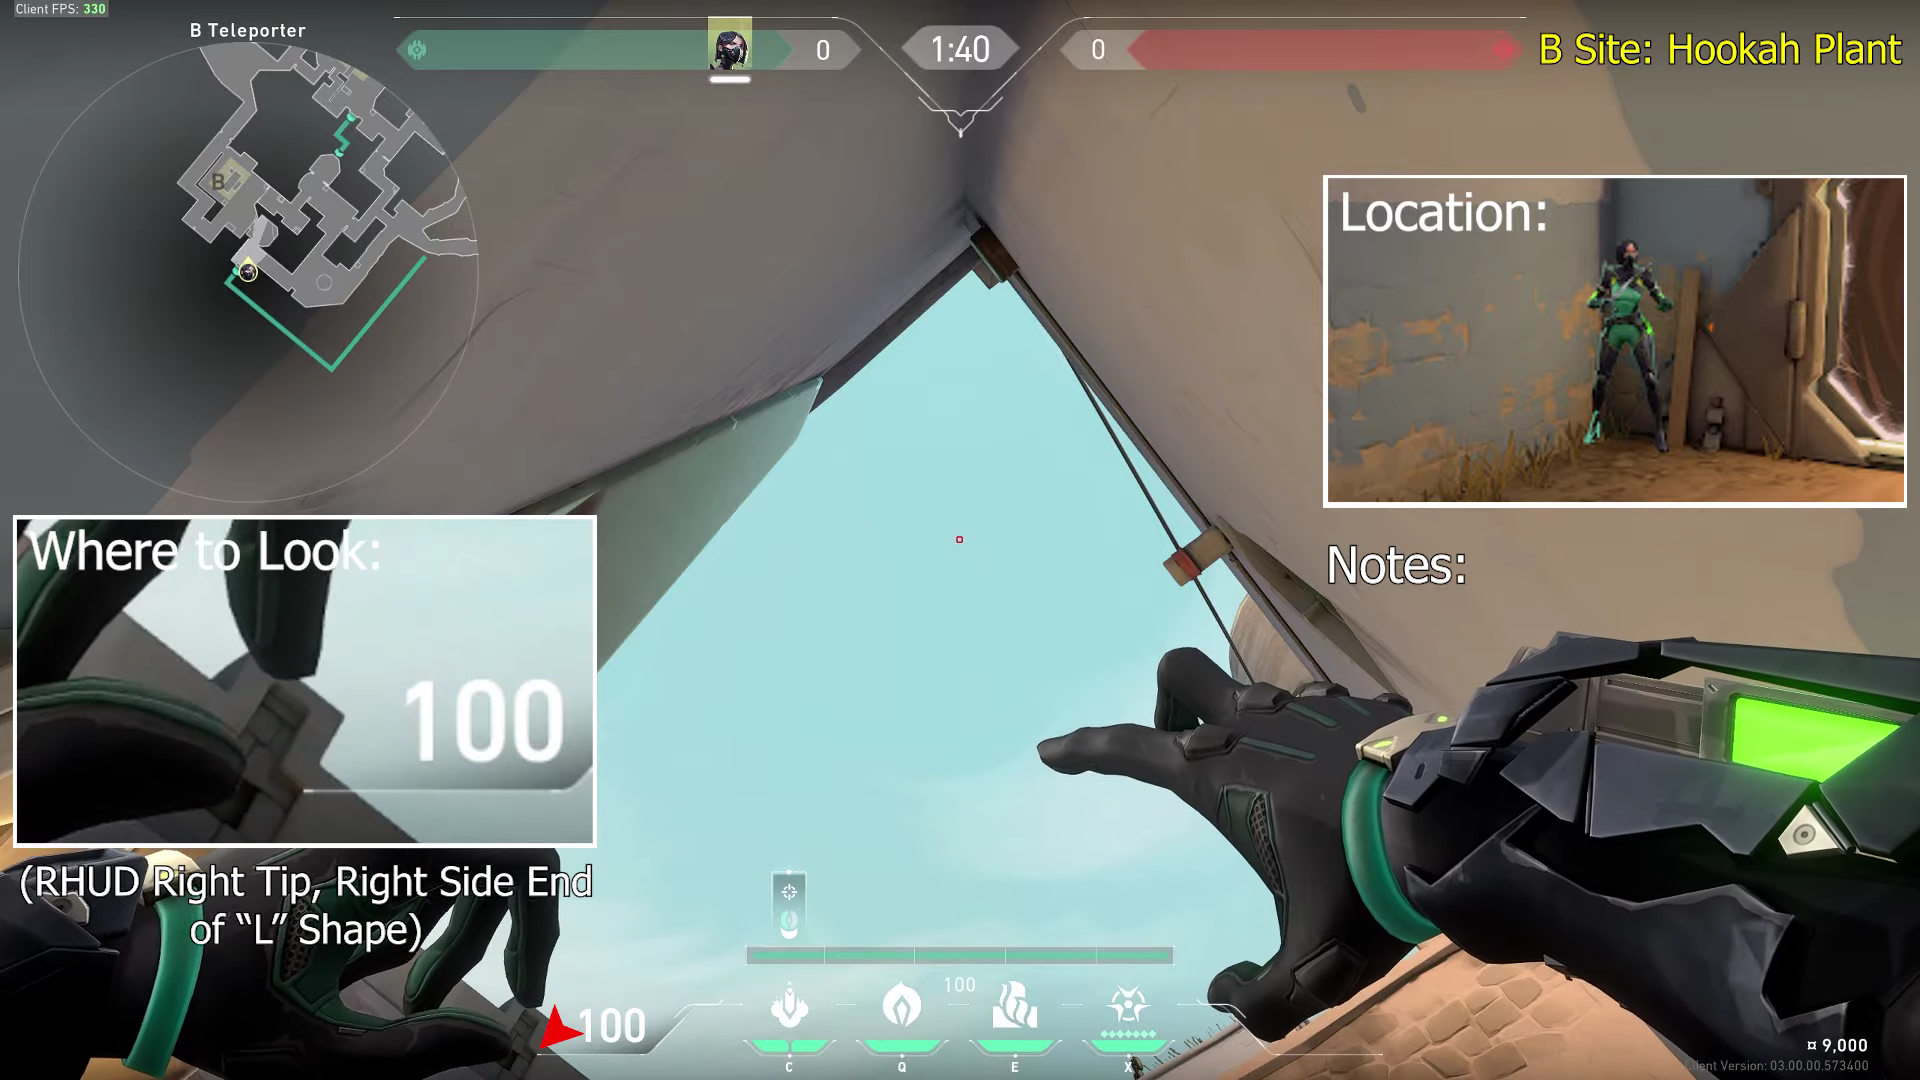 Client FPS: 330
B Teleporter
0
1:40
0
B Site: Hookah Plant
B
Location:
Where to Look:
100
Notes:
(RHUD Right Tip, Right Side End
of “L” Shape)
100
100
C
Q
E
X
¤ 9,000
Client Version: 03.00.00.573400